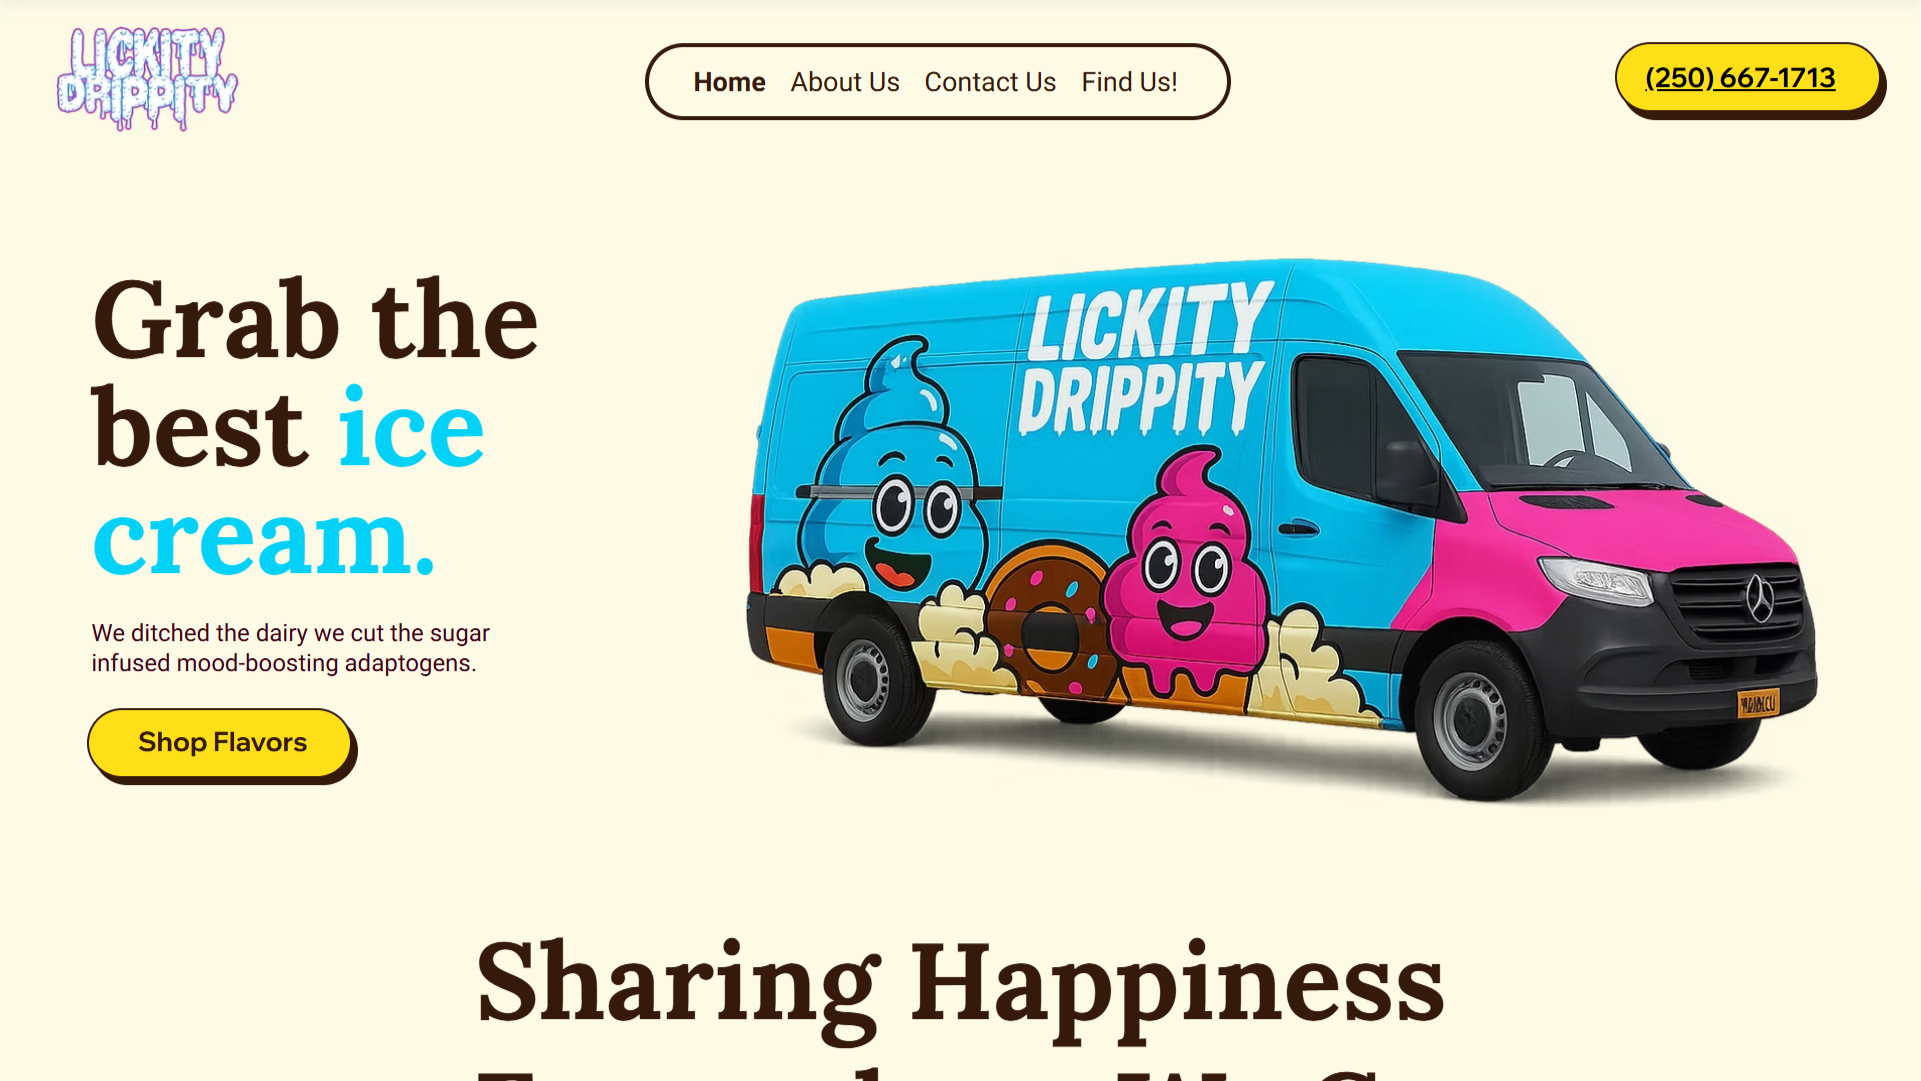 LICKITY
DRIPPITY
Home About Us Contact Us Find Us!
(250) 667-1713
Grab the
best ice
cream.
We ditched the dairy we cut the sugar
infused mood-boosting adaptogens.
Shop Flavors
LICKITY
DRIPPITY
Sharing Happiness